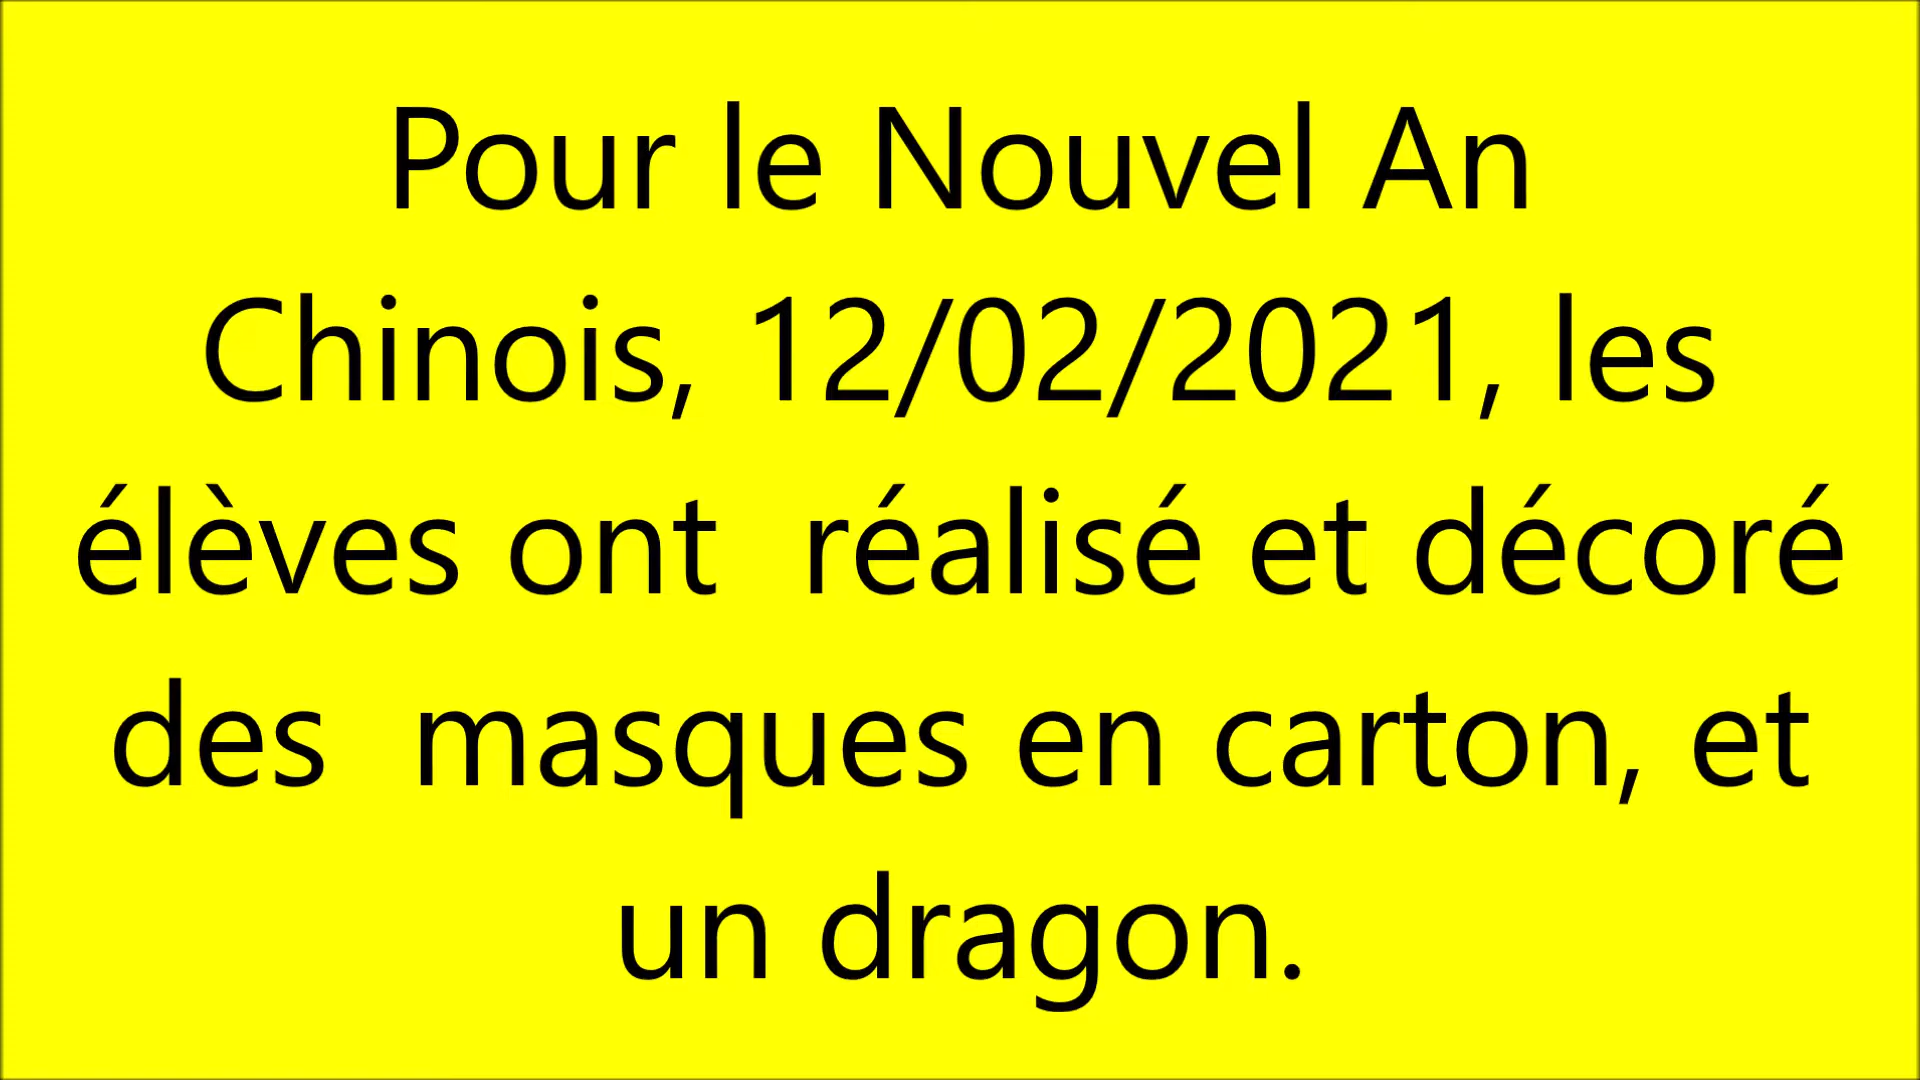 Pour le Nouvel An
Chinois, 12/02/2021, les
élèves ont  réalisé et décoré
des  masques en carton, et
un dragon.